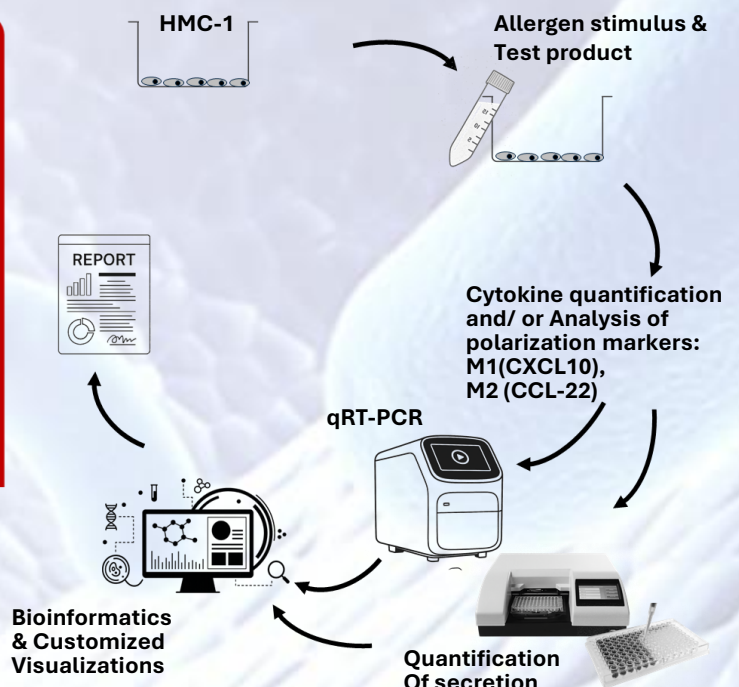 HMC-1
Allergen stimulus &
Test product
REPORT
Cytokine quantification
and/ or Analysis of
polarization markers:
M1(CXCL10),
M2 (CCL-22)
qRT-PCR
Bioinformatics
& Customized
Visualizations
Quantification
Of secretion